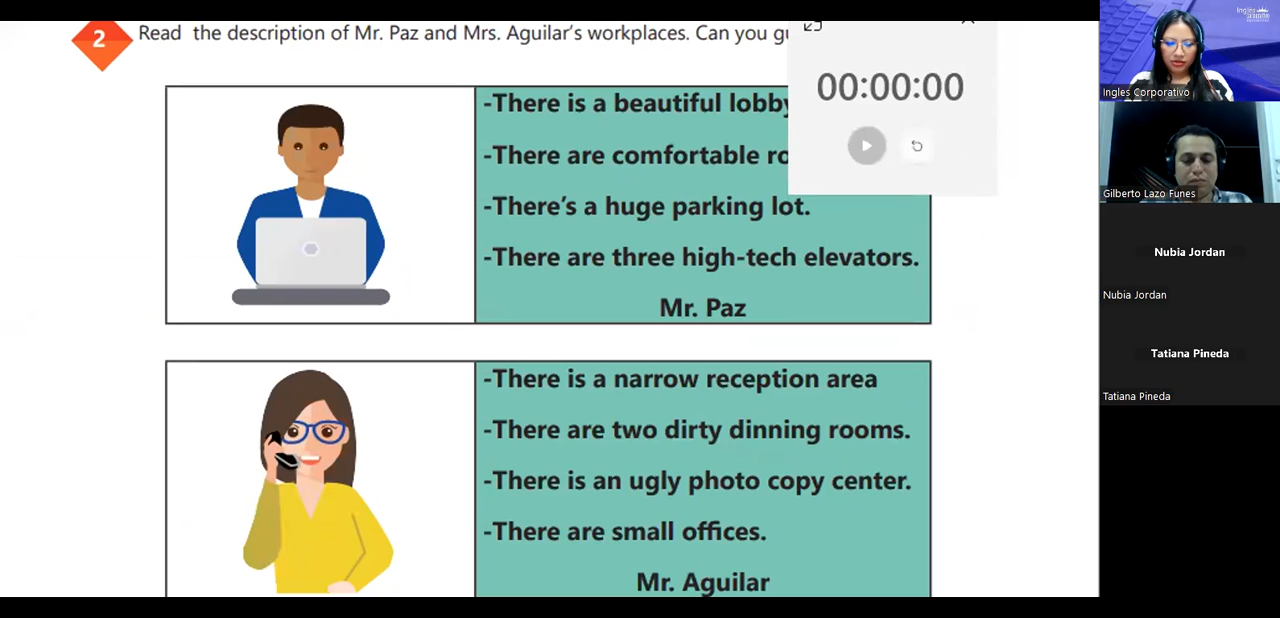 2
Read the description of Mr. Paz and Mrs. Aguilar's workplaces. Can you
00:00:00
-There is a beautiful lobby
-There are comfortable
-There's a huge parking lot.
-There are three high-tech elevators.
Mr. Paz
-There is a narrow reception area
-There are two dirty dinning rooms.
-There is an ugly photo copy center.
-There are small offices.
Mr. Aguilar
Ingles Corporativo
Gilberto Lazo Funes
Nubia Jordan
Nubia Jordan
Tatiana Pineda
Tatiana Pineda